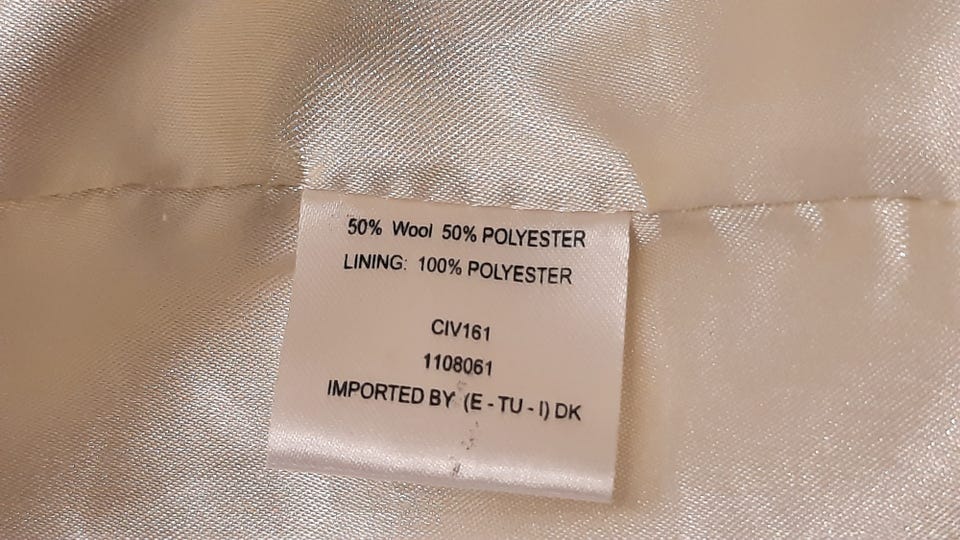 50% Wool 50% POLYESTER
LINING: 100% POLYESTER
CIV161
1108061
IMPORTED BY (E - TU - I) DK